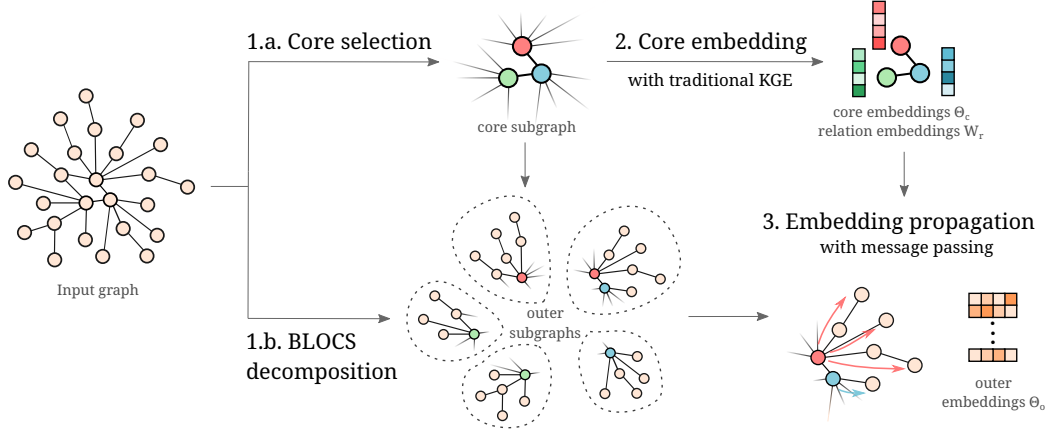 1.a. Core selection
core subgraph
2. Core embedding
with traditional KGE
core embeddings Θc
relation embeddings Wr
Input graph
1.b. BLOCS
decomposition
outer
subgraphs
3. Embedding propagation
with message passing
outer
embeddings Θo